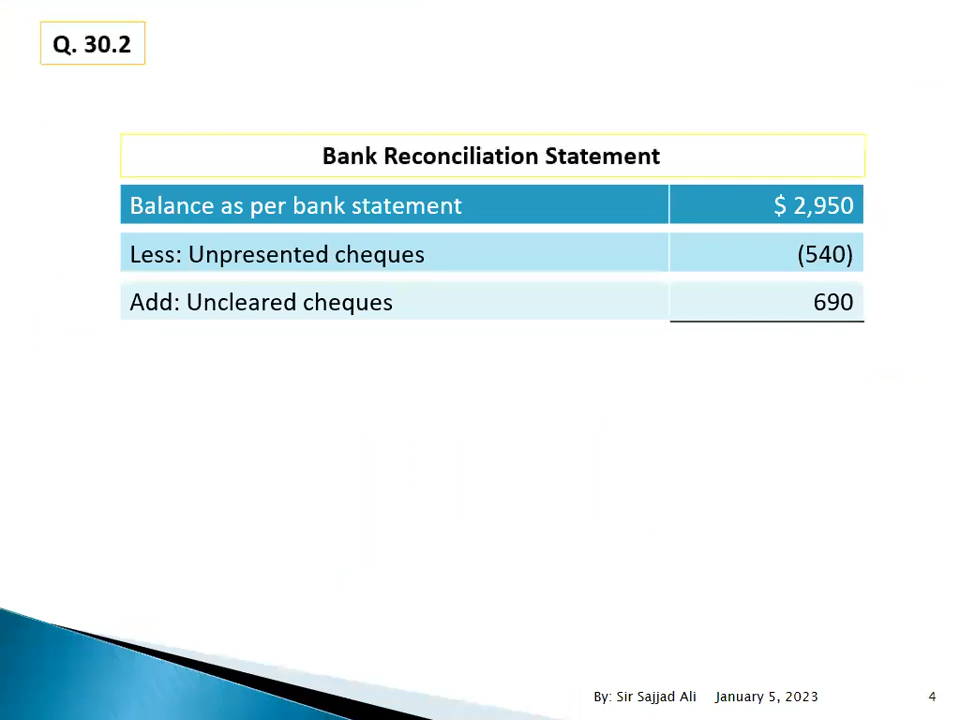 Q. 30.2
Bank Reconciliation Statement
Balance as per bank statement $ 2,950
Less: Unpresented cheques (540)
Add: Uncleared cheques 690
By: Sir Sajjad Ali January 5, 2023 4